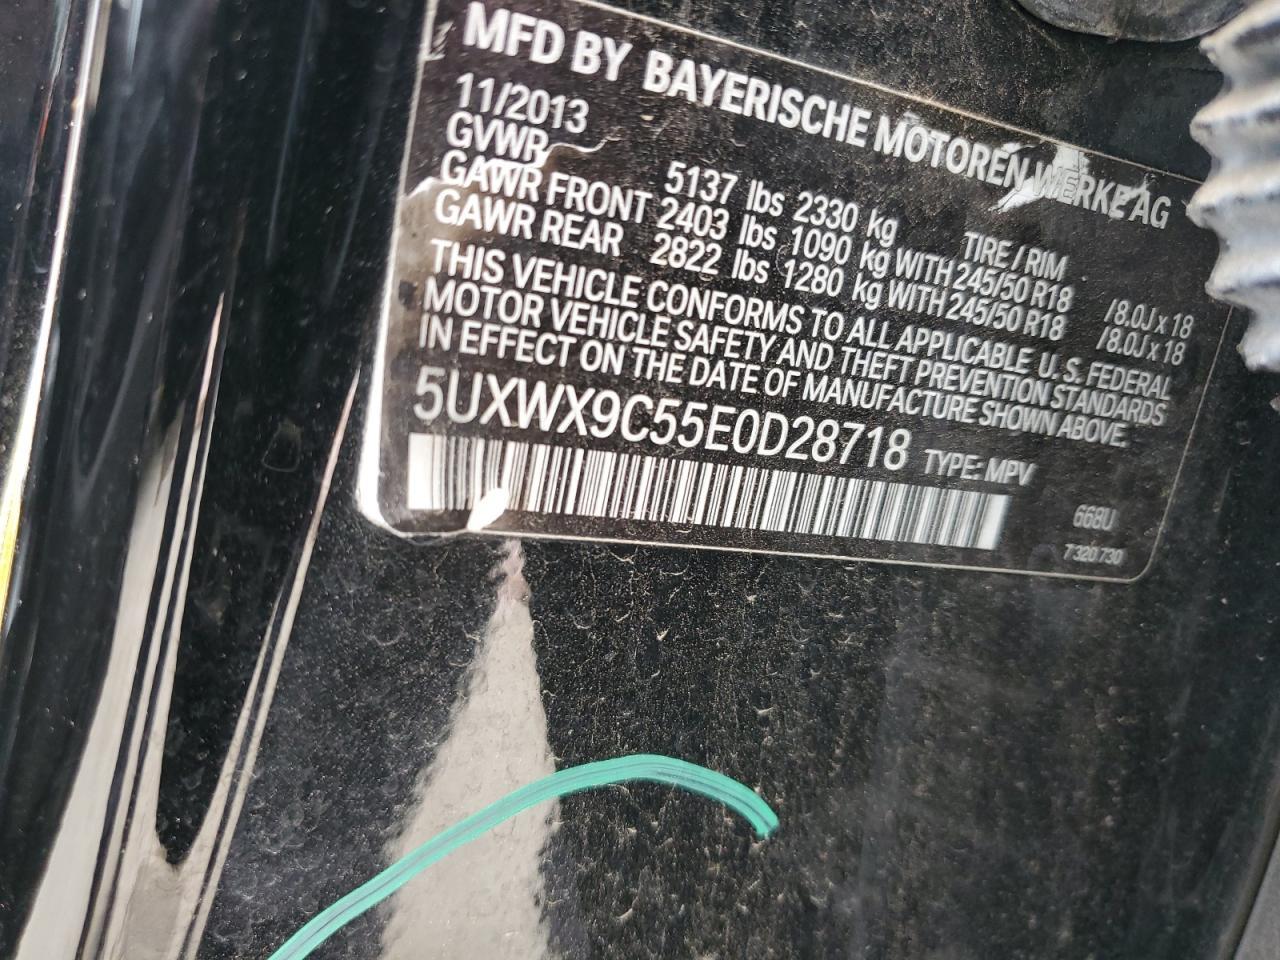 MFD BY BAYERISCHE MOTOREN WERKE AG
11/2013
GVWR 5137 lbs 2330 kg TIRE / RIM
GAWR FRONT 2403 lbs 1090 kg WITH 245/50 R18 /8.0J x 18
GAWR REAR 2822 lbs 1280 kg WITH 245/50 R18 /8.0J x 18
THIS VEHICLE CONFORMS TO ALL APPLICABLE U.S. FEDERAL
MOTOR VEHICLE SAFETY AND THEFT PREVENTION STANDARDS
IN EFFECT ON THE DATE OF MANUFACTURE SHOWN ABOVE.
5UXWX9C55E0D28718 TYPE: MPV
668U
7 320 730